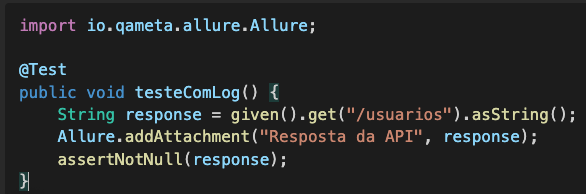 import io.qameta.allure.Allure;
@Test
public void testeComLog() {
    String response = given().get("/usuarios").asString();
    Allure.addAttachment("Resposta da API", response);
    assertNotNull(response);
}